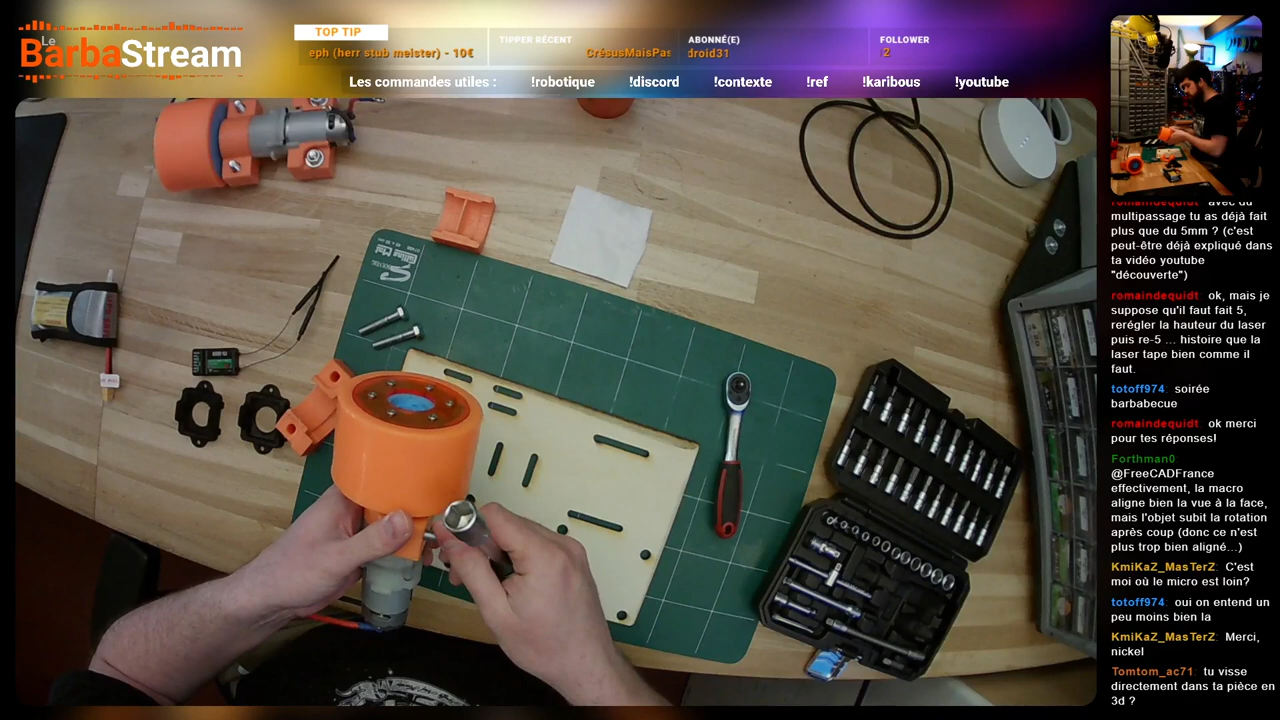 Le
BarbaStream
TOP TIP
eph (herr stub meister) - 10€
TIPPER RÉCENT
CrésusMaisPas
ABONNÉ(E)
droid31
FOLLOWER
2
Les commandes utiles :
!robotique
!discord
!contexte
!ref
!karibous
!youtube
romaindequidt avec du
multipassage tu as déjà fait
plus que du 5mm ? (c'est
peut-être déjà expliqué dans
ta vidéo youtube
"découverte")
romaindequidt ok, mais je
suppose qu'il faut fait 5,
rerégler la hauteur du laser
puis re-5 ... histoire que la
laser tape bien comme il
faut.
totoff974: soirée
barbabecue
romaindequidt ok merci
pour tes réponses!
Forthman0
@FreeCADFrance
effectivement, la macro
aligne bien la vue à la face,
mais l'objet subit la rotation
après coup (donc ce n'est
plus trop bien aligné...)
KmiKaZ_MasTerZ: C'est
moi où le micro est loin?
totoff974: oui on entend un
peu moins bien la
KmiKaZ_MasTerZ: Merci,
nickel
Tomtom_ac71: tu visse
directement dans ta pièce en
3d ?